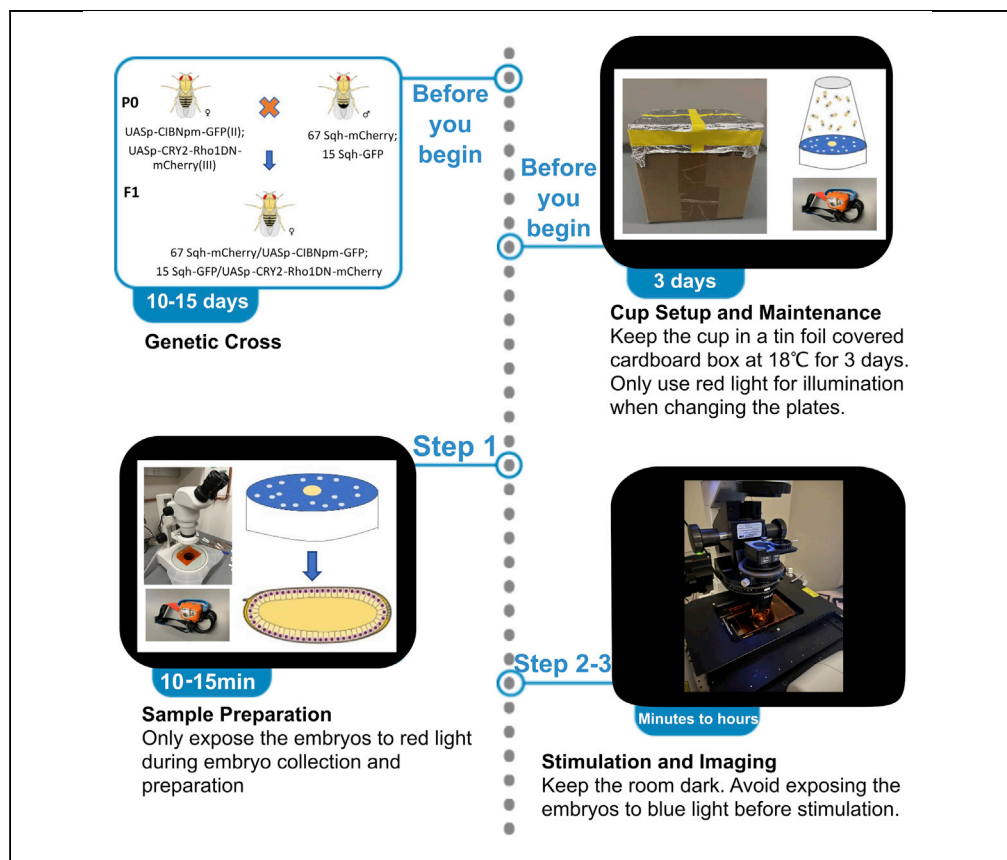 P0
♀
♂
UASp-CIBNpm-GFP(II);
UASp-CRY2-Rho1DN-
mCherry(III)
67 Sqh-mCherry;
15 Sqh-GFP
F1
♀
67 Sqh-mCherry/UASp-CIBNpm-GFP;
15 Sqh-GFP/UASp-CRY2-Rho1DN-mCherry
10-15 days
Genetic Cross
Before
you
begin
Before
you
begin
3 days
Cup Setup and Maintenance
Keep the cup in a tin foil covered
cardboard box at 18℃ for 3 days.
Only use red light for illumination
when changing the plates.
Step 1
10-15min
Sample Preparation
Only expose the embryos to red light
during embryo collection and
preparation
Step 2-3
Minutes to hours
Stimulation and Imaging
Keep the room dark. Avoid exposing the
embryos to blue light before stimulation.